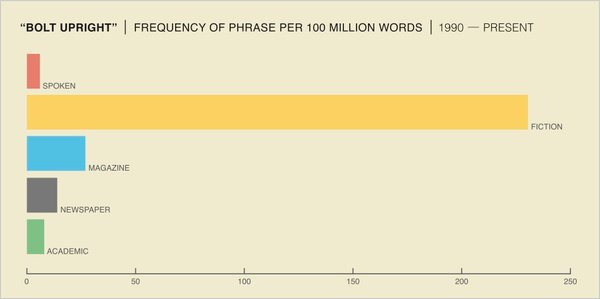 “BOLT UPRIGHT” | FREQUENCY OF PHRASE PER 100 MILLION WORDS | 1990 — PRESENT
SPOKEN
FICTION
MAGAZINE
NEWSPAPER
ACADEMIC
0 50 100 150 200 250